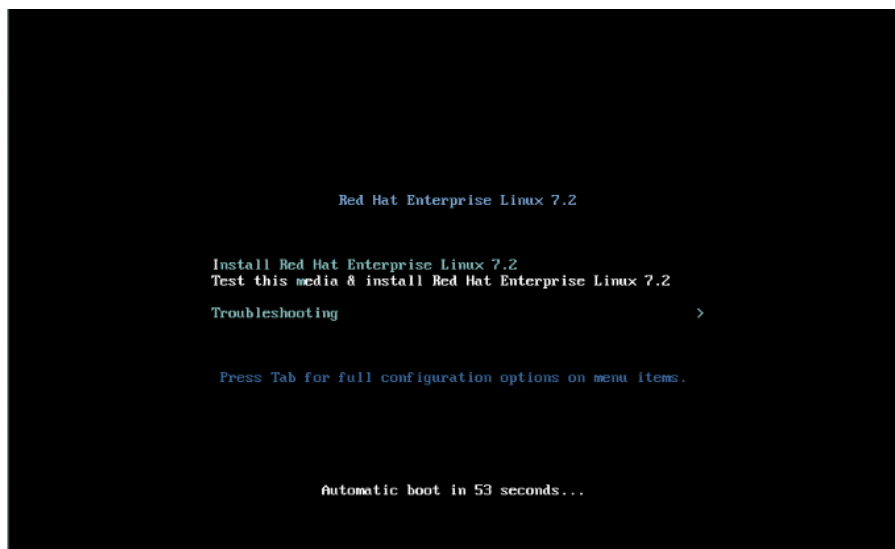 Red Hat Enterprise Linux 7.2
Install Red Hat Enterprise Linux 7.2
Test this media & install Red Hat Enterprise Linux 7.2
Troubleshooting >
Press Tab for full configuration options on menu items.
Automatic boot in 53 seconds...